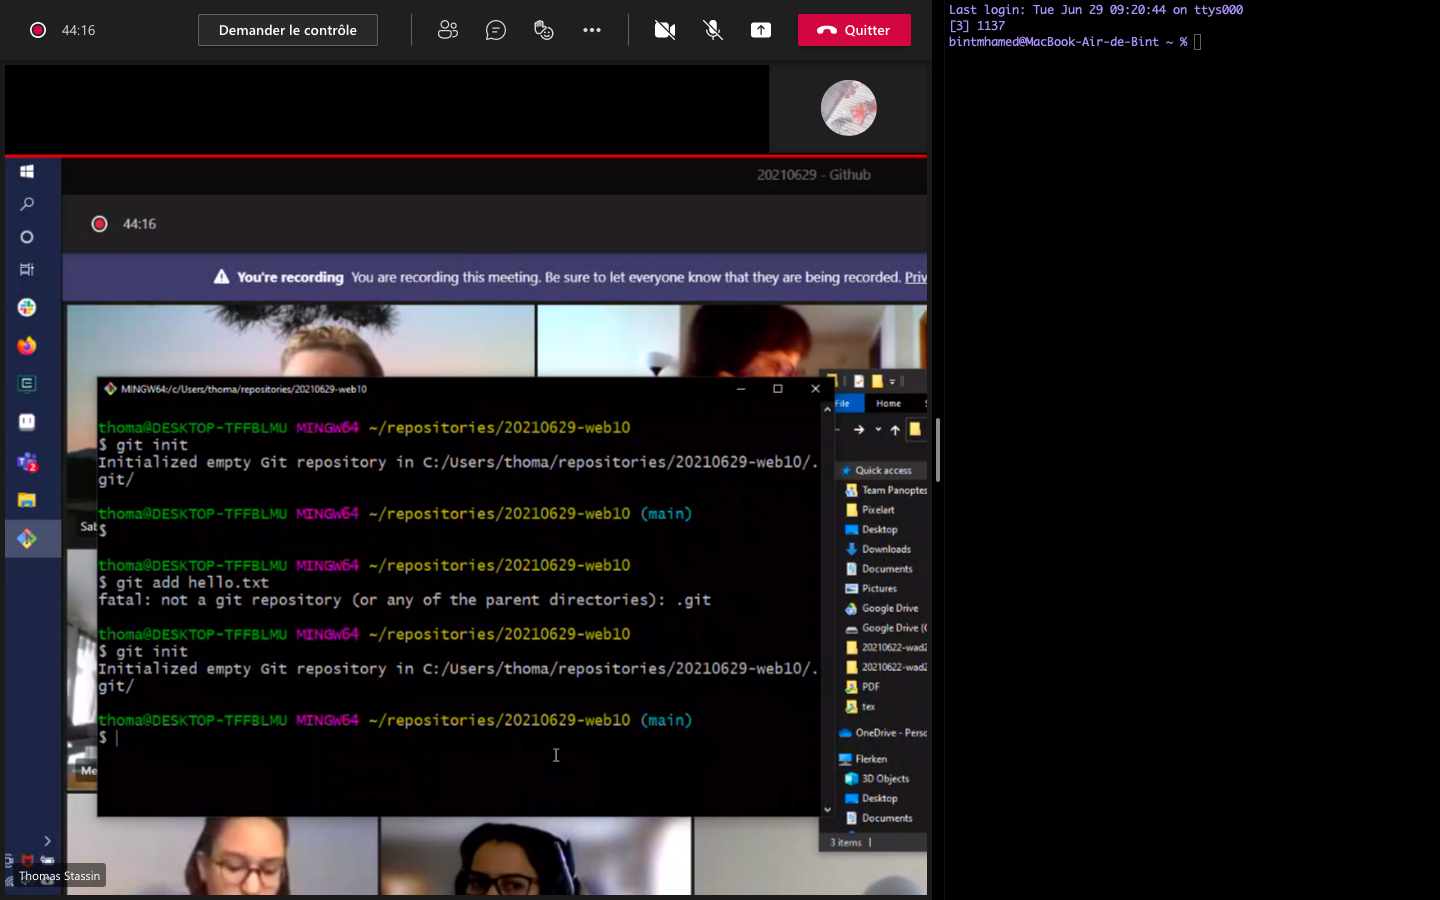 44:16
Demander le contrôle
Quitter
20210629 - Github
44:16
You're recording You are recording this meeting. Be sure to let everyone know that they are being recorded. Priv
MINGW64:/c/Users/thoma/repositories/20210629-web10
thoma@DESKTOP-TFFBLMU MINGW64 ~/repositories/20210629-web10
$ git init
Initialized empty Git repository in C:/Users/thoma/repositories/20210629-web10/.
git/
thoma@DESKTOP-TFFBLMU MINGW64 ~/repositories/20210629-web10 (main)
$
thoma@DESKTOP-TFFBLMU MINGW64 ~/repositories/20210629-web10
$ git add hello.txt
fatal: not a git repository (or any of the parent directories): .git
thoma@DESKTOP-TFFBLMU MINGW64 ~/repositories/20210629-web10
$ git init
Initialized empty Git repository in C:/Users/thoma/repositories/20210629-web10/.
git/
thoma@DESKTOP-TFFBLMU MINGW64 ~/repositories/20210629-web10 (main)
$
Sab
Me
2
File Home
Quick access
Team Panoptes
Pixelart
Desktop
Downloads
Documents
Pictures
Google Drive
Google Drive (G
20210622-wad2
20210622-wad2
PDF
tex
OneDrive - Perso
Flerken
3D Objects
Desktop
Documents
3 items
Thomas Stassin
Last login: Tue Jun 29 09:20:44 on ttys000
[3] 1137
bintmhamed@MacBook-Air-de-Bint ~ %